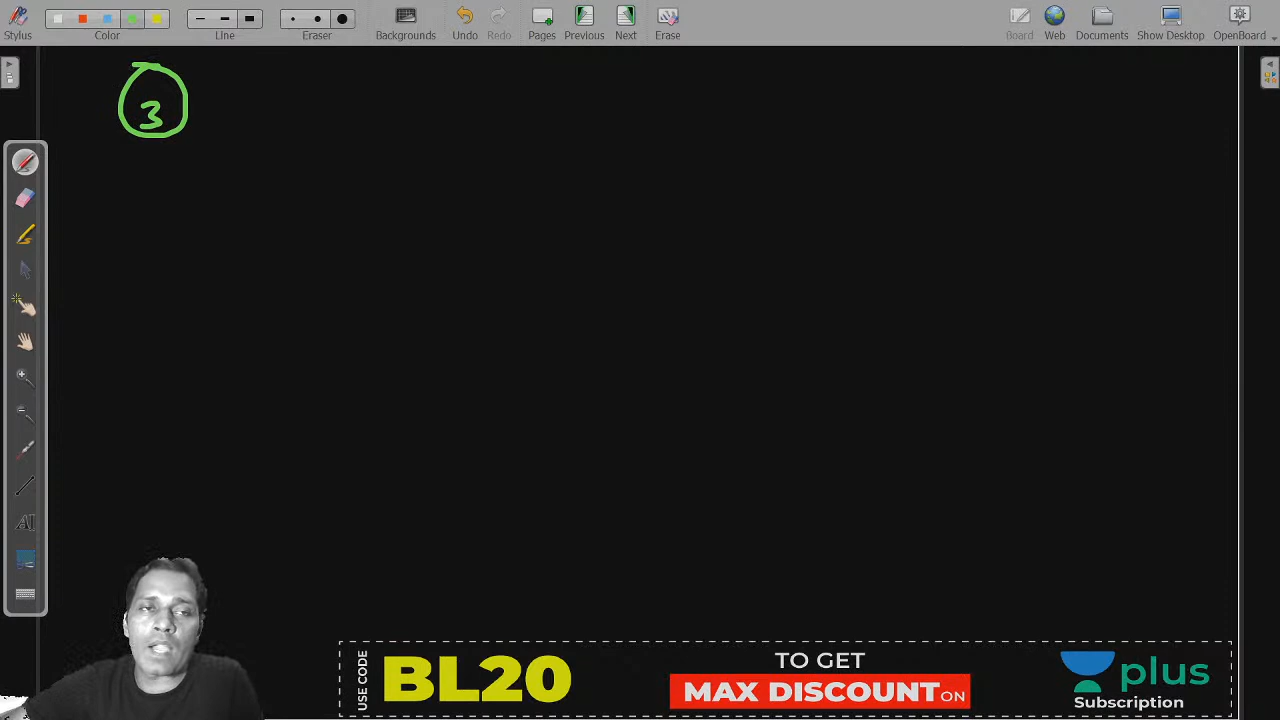 Stylus Color Line Eraser Backgrounds Undo Redo Pages Previous Next Erase Board Web Documents Show Desktop OpenBoard
3
AI
USE CODE
BL20
TO GET
MAX DISCOUNT ON
plus
Subscription